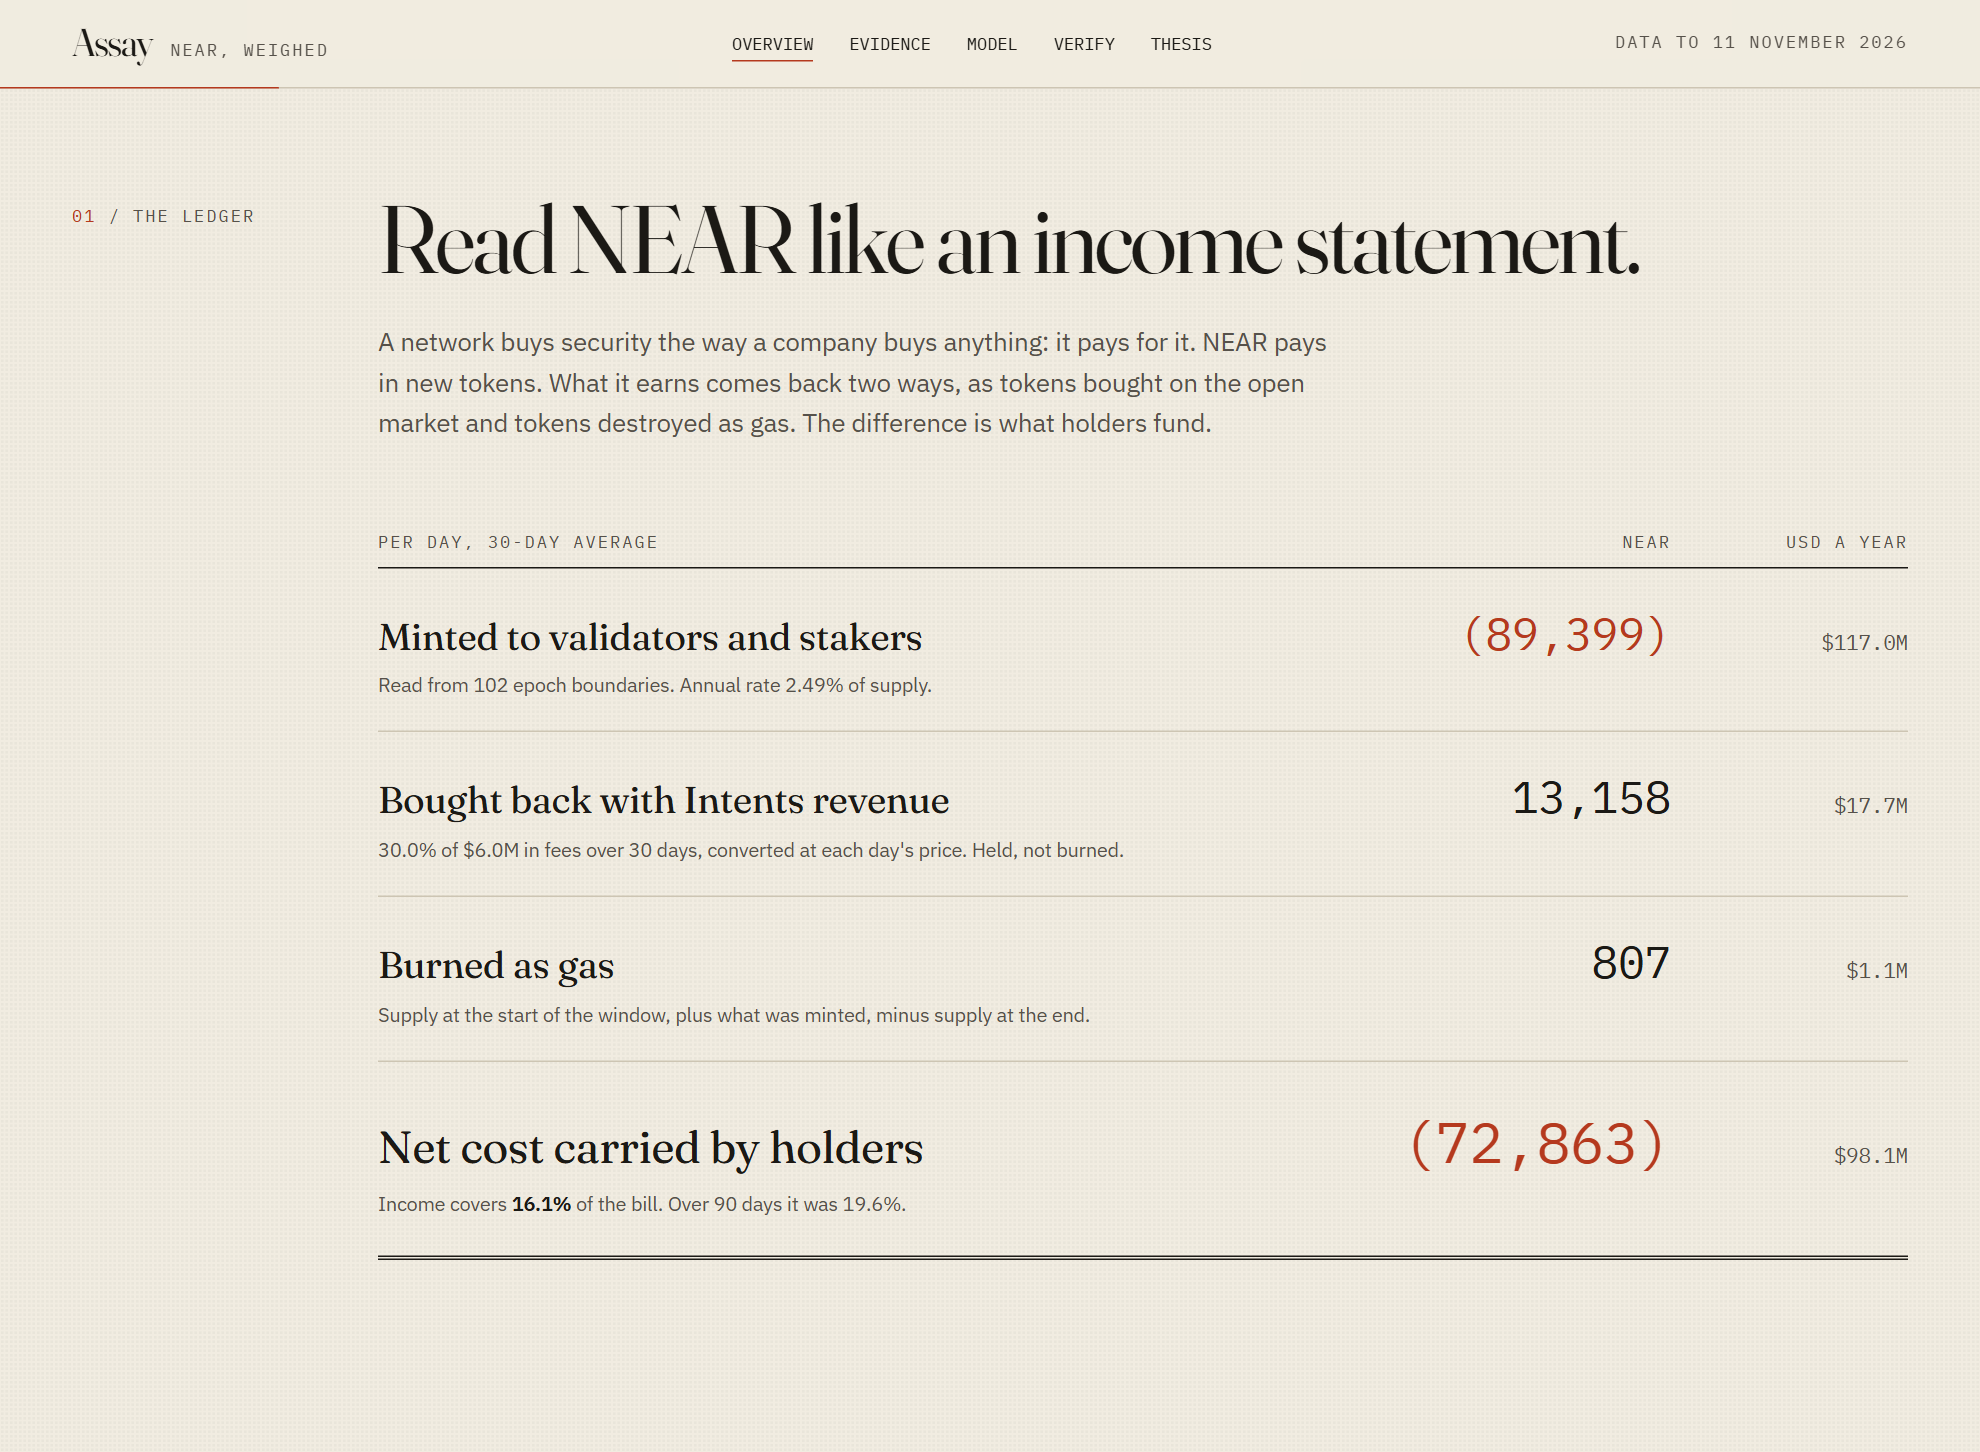 Assay NEAR, WEIGHED
OVERVIEW EVIDENCE MODEL VERIFY THESIS
DATA TO 11 NOVEMBER 2026
01 / THE LEDGER
Read NEAR like an income statement.
A network buys security the way a company buys anything: it pays for it. NEAR pays
in new tokens. What it earns comes back two ways, as tokens bought on the open
market and tokens destroyed as gas. The difference is what holders fund.
PER DAY, 30-DAY AVERAGE NEAR USD A YEAR
Minted to validators and stakers (89,399) $117.0M
Read from 102 epoch boundaries. Annual rate 2.49% of supply.
Bought back with Intents revenue 13,158 $17.7M
30.0% of $6.0M in fees over 30 days, converted at each day's price. Held, not burned.
Burned as gas 807 $1.1M
Supply at the start of the window, plus what was minted, minus supply at the end.
Net cost carried by holders (72,863) $98.1M
Income covers 16.1% of the bill. Over 90 days it was 19.6%.